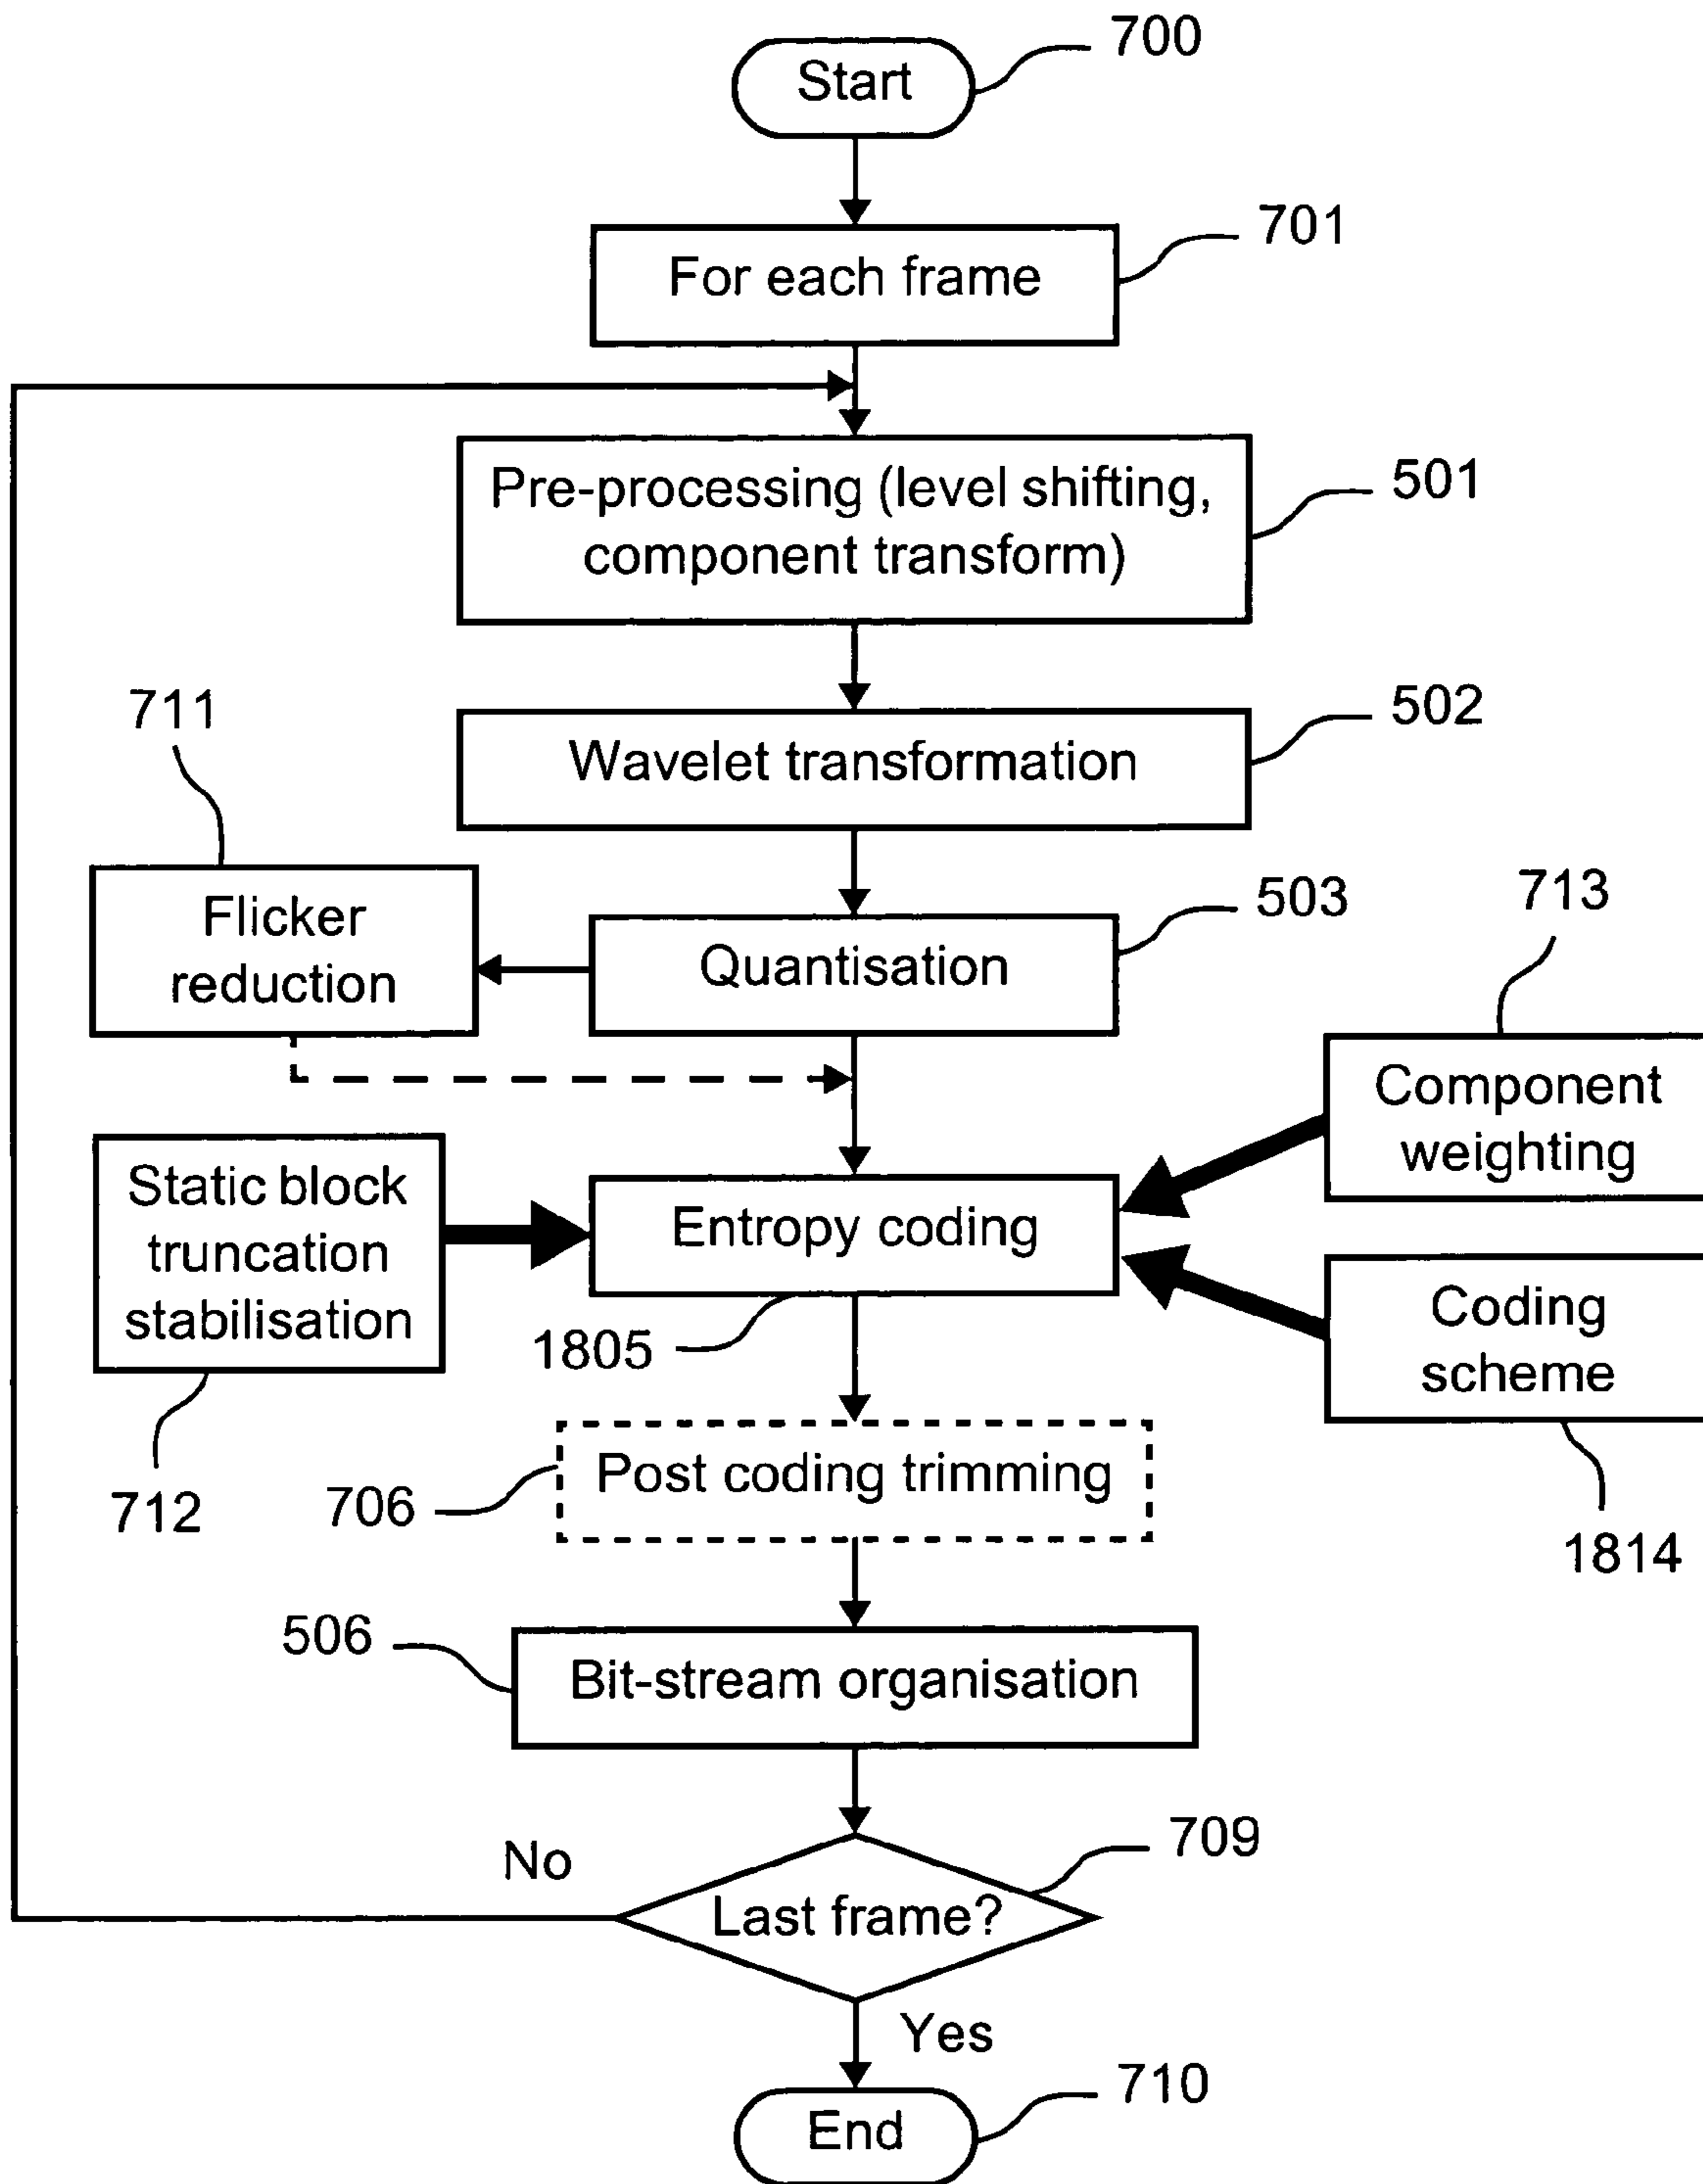 700
Start
701
For each frame
Pre-processing (level shifting,
component transform)
501
502
Wavelet transformation
711
Flicker
reduction
503
Quantisation
713
Component
weighting
Static block
truncation
stabilisation
Entropy coding
Coding
scheme
1805
712
706
Post coding trimming
1814
506
Bit-stream organisation
No
709
Last frame?
Yes
710
End